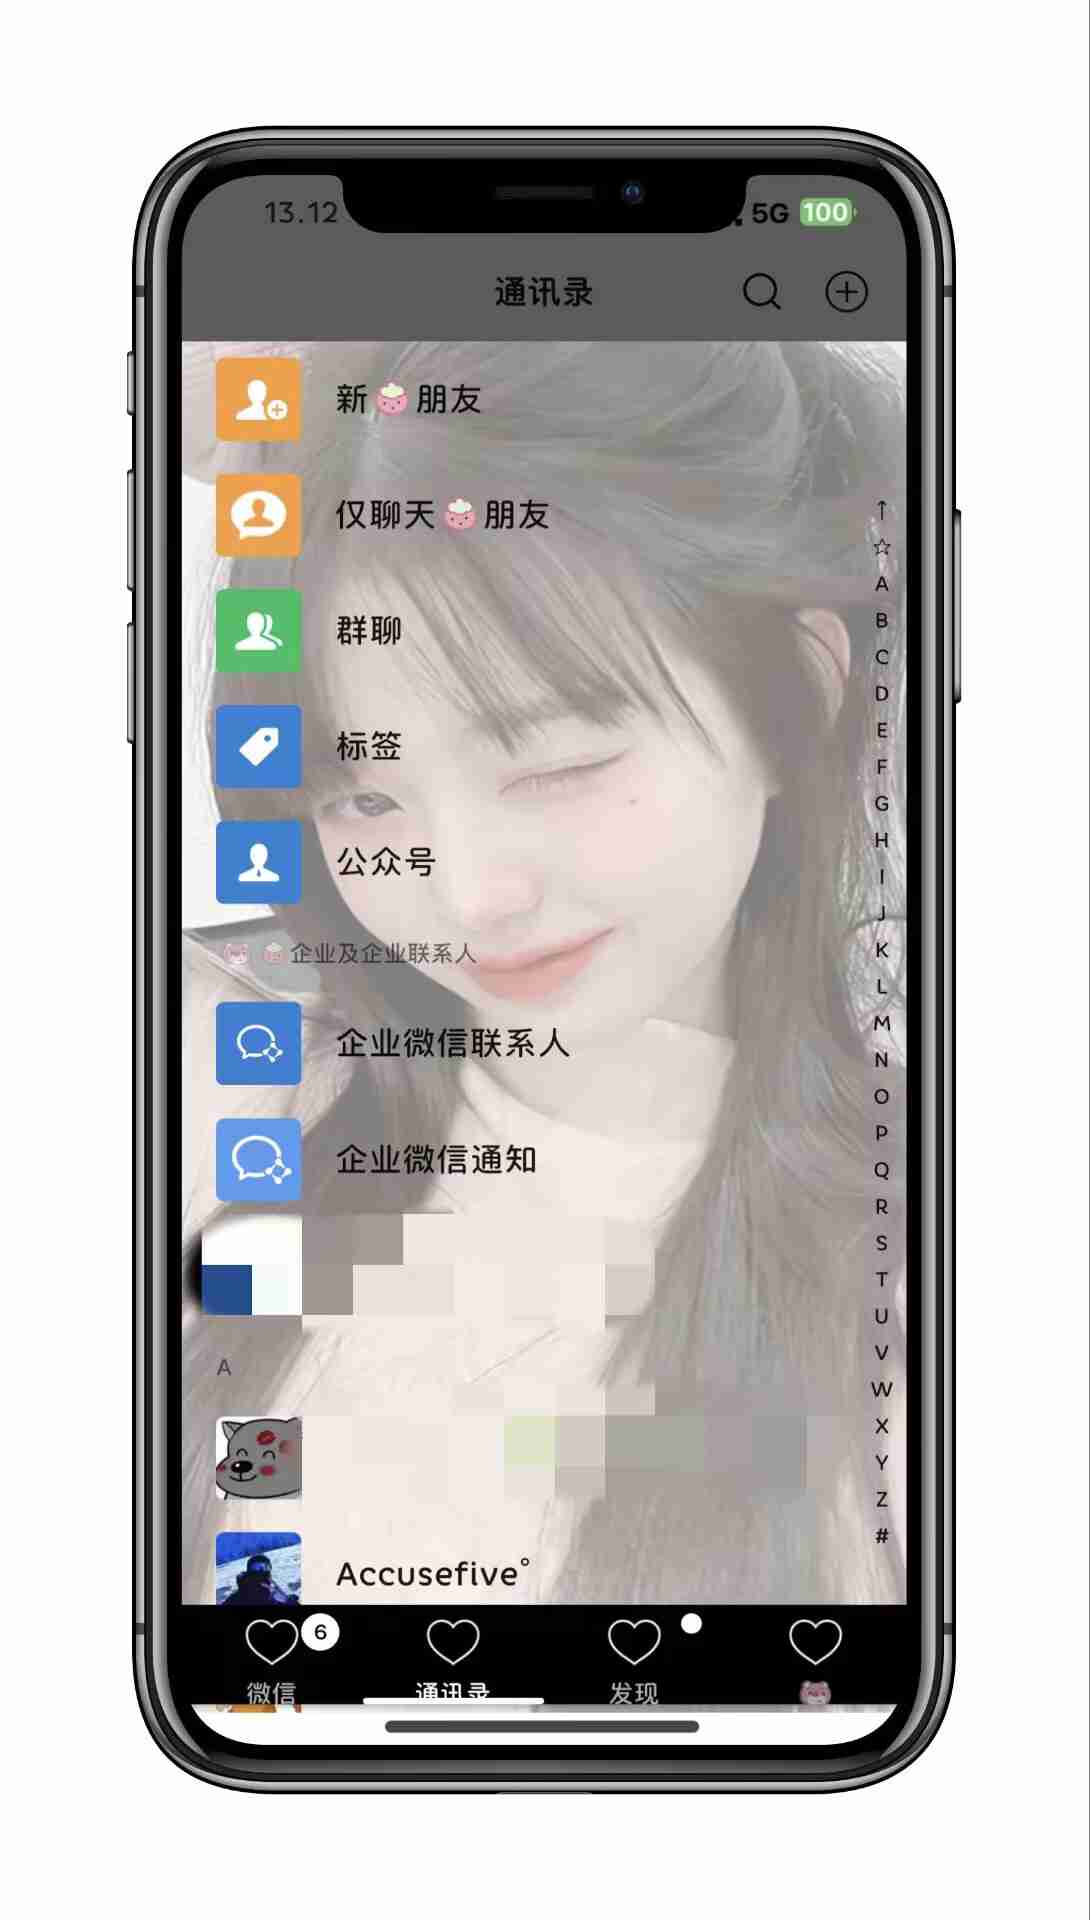 13.12
5G 100
通讯录
新朋友
仅聊天朋友
群聊
标签
公众号
企业及企业联系人
企业微信联系人
企业微信通知
A
Accusefive°
↑
☆
A
B
C
D
E
F
G
H
I
J
K
L
M
N
O
P
Q
R
S
T
U
V
W
X
Y
Z
#
6
微信
通讯录
发现